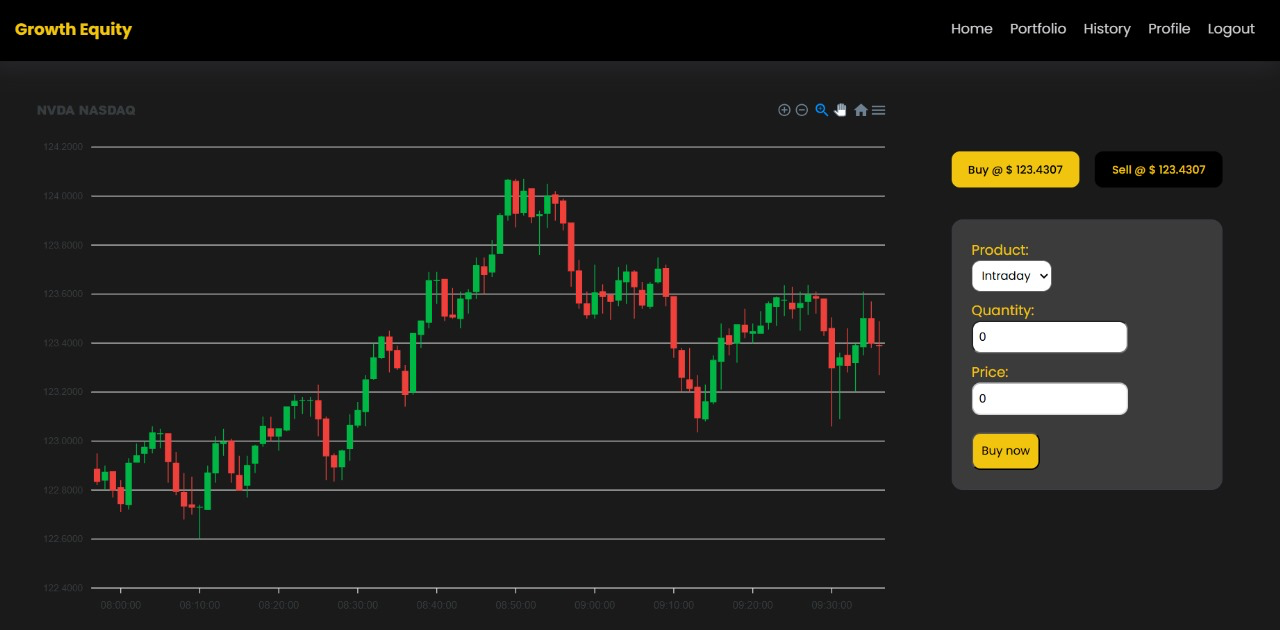 Growth Equity
Home Portfolio History Profile Logout
NVDA NASDAQ
124.2000
124.0000
123.8000
123.6000
123.4000
123.2000
123.0000
122.8000
122.6000
122.4000
08:00:00 08:10:00 08:20:00 08:30:00 08:40:00 08:50:00 09:00:00 09:10:00 09:20:00 09:30:00
Buy @ $ 123.4307
Sell @ $ 123.4307
Product:
Intraday
Quantity:
0
Price:
0
Buy now